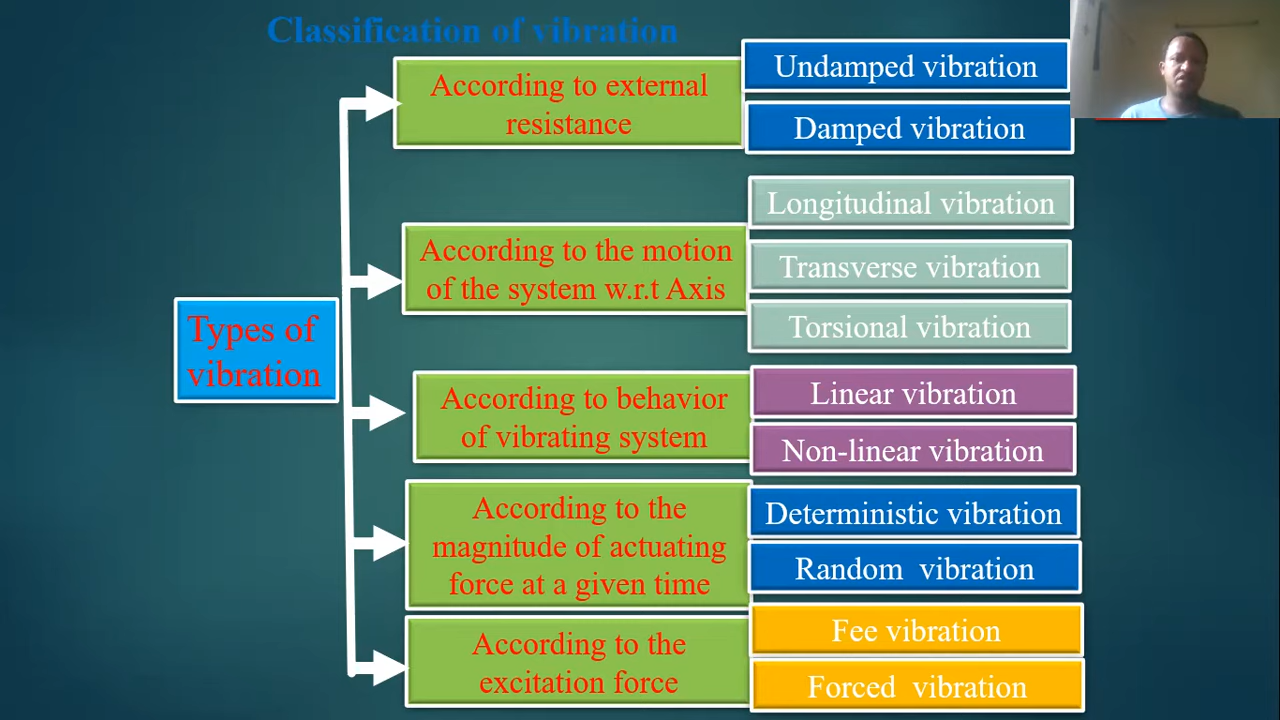 Classification of vibration
According to external
resistance
Undamped vibration
Damped vibration
According to the motion
of the system w.r.t Axis
Longitudinal vibration
Transverse vibration
Torsional vibration
Types of
vibration
According to behavior
of vibrating system
Linear vibration
Non-linear vibration
According to the
magnitude of actuating
force at a given time
Deterministic vibration
Random vibration
According to the
excitation force
Fee vibration
Forced vibration